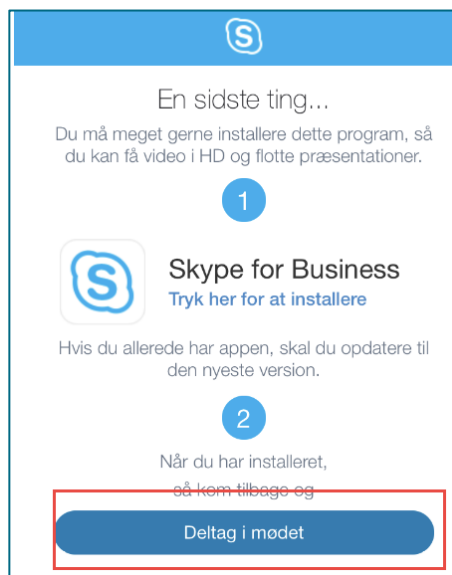 En sidste ting...
Du må meget gerne installere dette program, så
du kan få video i HD og flotte præsentationer.
1
Skype for Business
Tryk her for at installere
Hvis du allerede har appen, skal du opdatere til
den nyeste version.
2
Når du har installeret,
så kom tilbage og
Deltag i mødet